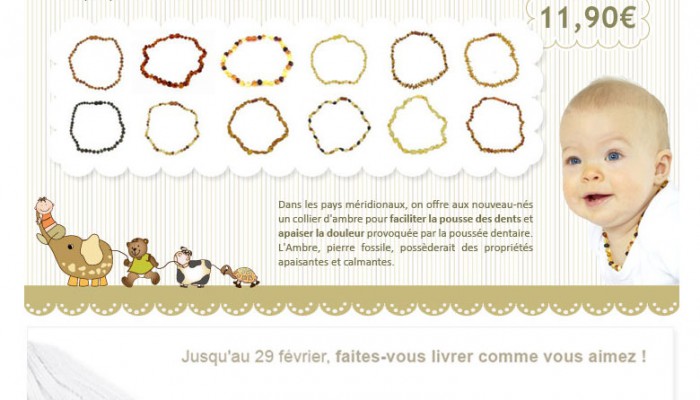 11,90€
Dans les pays méridionaux, on offre aux nouveau-nés
un collier d'ambre pour faciliter la pousse des dents et
apaiser la douleur provoquée par la poussée dentaire.
L'Ambre, pierre fossile, possèderait des propriétés
apaisantes et calmantes.
Jusqu'au 29 février, faites-vous livrer comme vous aimez !